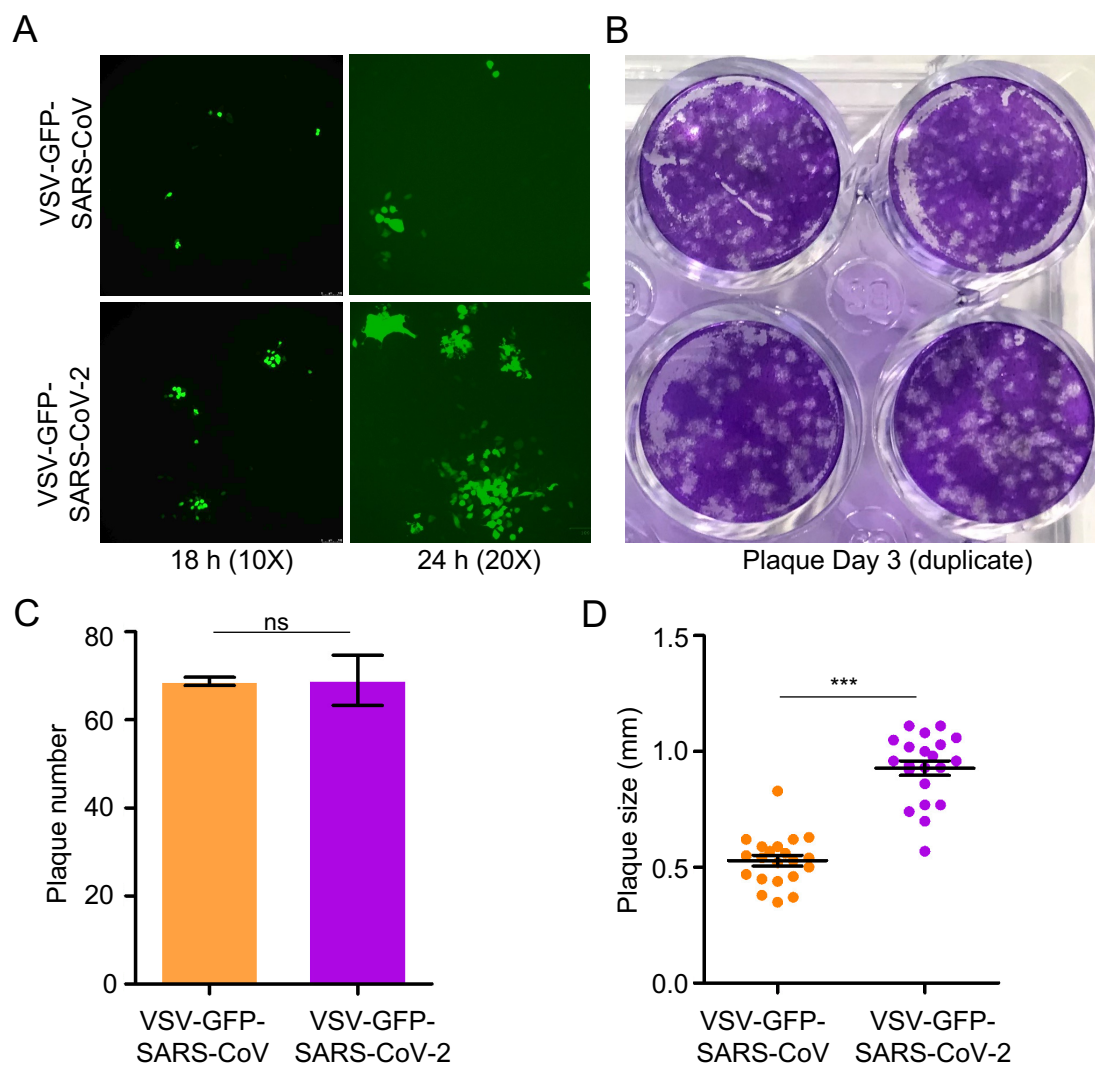 A
B
VSV-GFP-
SARS-CoV
VSV-GFP-
SARS-CoV-2
18 h (10X)
24 h (20X)
Plaque Day 3 (duplicate)
C
D
Plaque number
80
60
40
20
0
ns
VSV-GFP-
SARS-CoV
VSV-GFP-
SARS-CoV-2
Plaque size (mm)
1.5
1.0
0.5
0.0
***
VSV-GFP-
SARS-CoV
VSV-GFP-
SARS-CoV-2